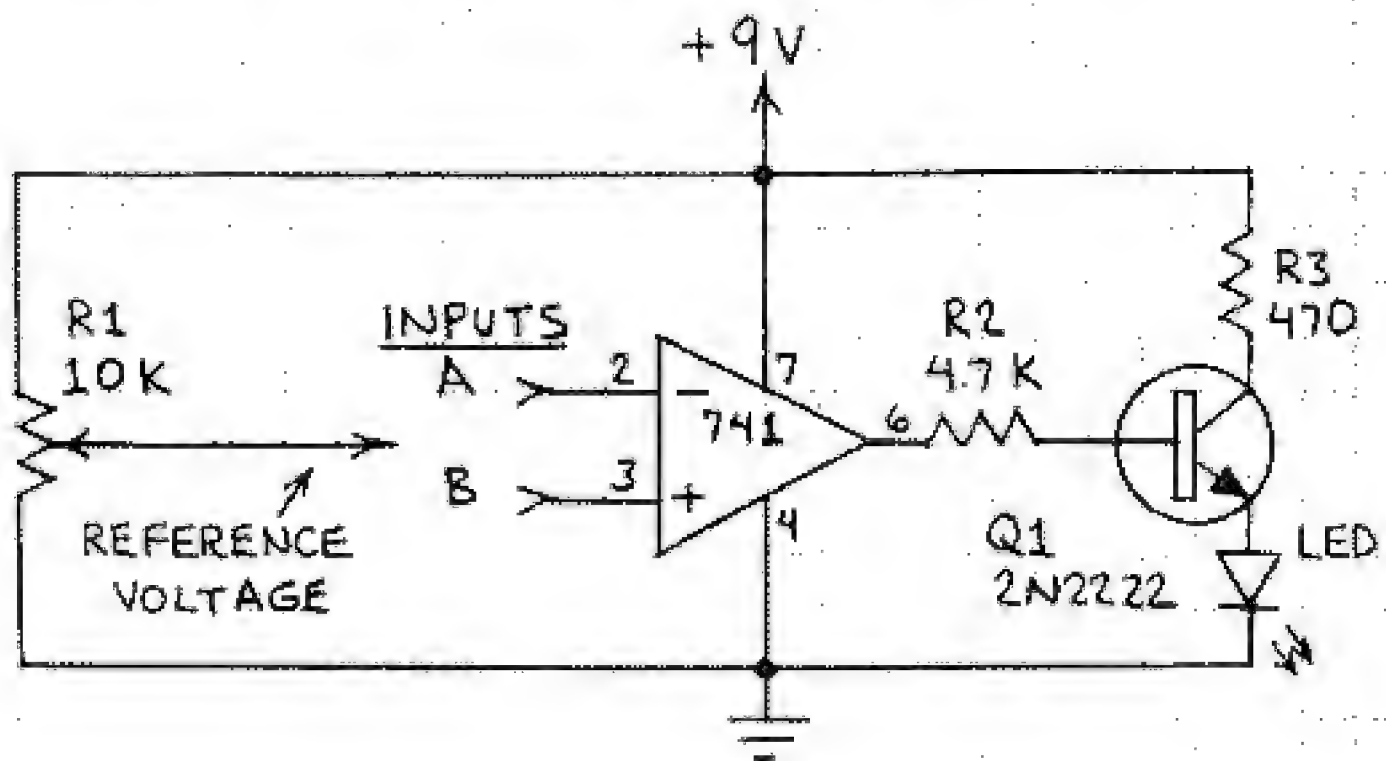 +9V
R1
10K
INPUTS
A
B
2
3
-
+
741
7
4
6
R2
4.7K
R3
470
Q1
2N2222
LED
REFERENCE
VOLTAGE